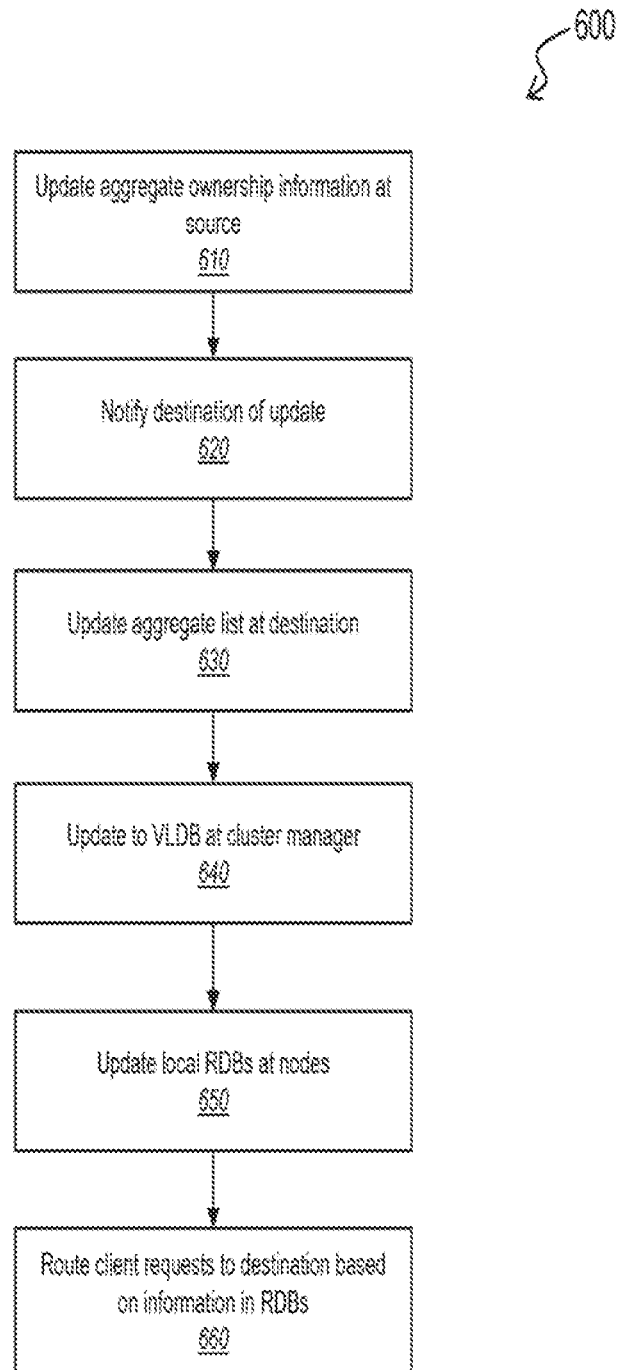 600
Update aggregate ownership information at
source
610
Notify destination of update
620
Update aggregate list at destination
630
Update to VLDB at cluster manager
640
Update local RDBs at nodes
650
Route client requests to destination based
on information in RDBs
660